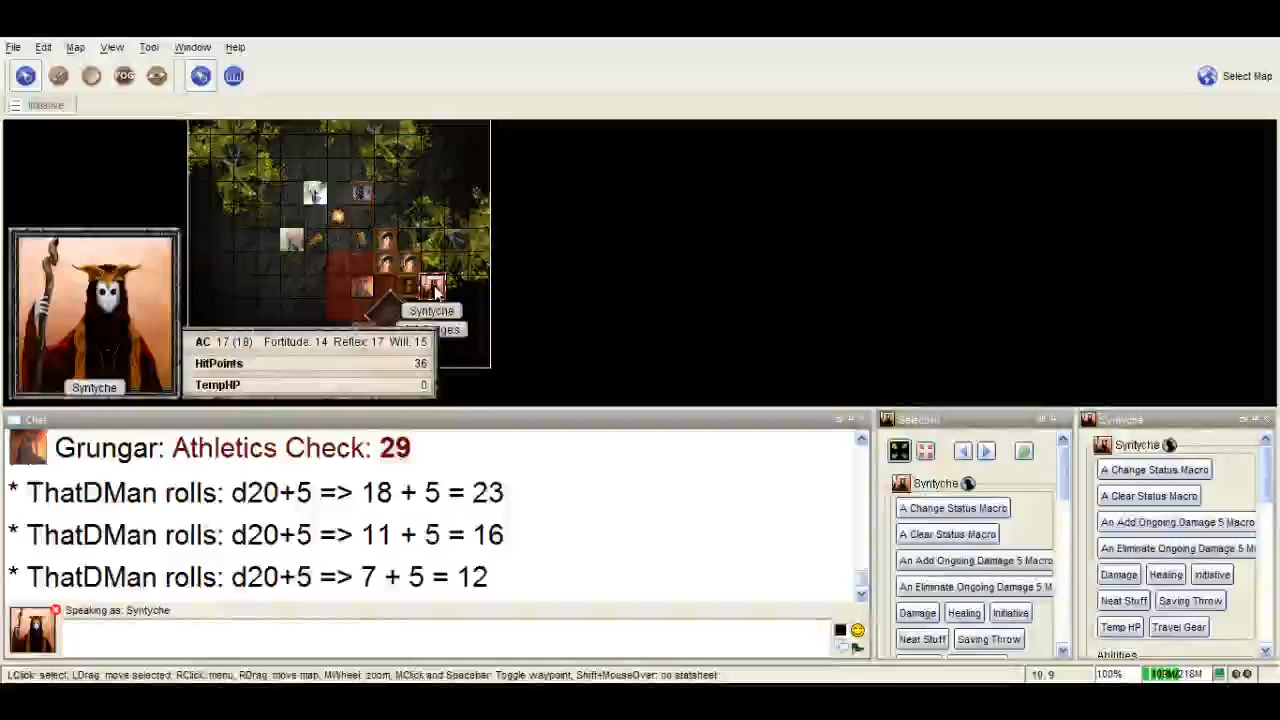 File Edit Map View Tool Window Help
FOG
Select Map
Initiative
Syntyche
AC 17 (18) Fortitude. 14 Reflex: 17 Will. 15
HitPoints 36
TempHP 0
Syntyche
Chat
Grungar: Athletics Check: 29
* ThatDMan rolls: d20+5 => 18 + 5 = 23
* ThatDMan rolls: d20+5 => 11 + 5 = 16
* ThatDMan rolls: d20+5 => 7 + 5 = 12
Speaking as: Syntyche
Selected
Syntyche
A Change Status Macro
A Clear Status Macro
An Add Ongoing Damage 5 Macro
An Eliminate Ongoing Damage 5 M
Damage Healing Initiative
Neat Stuff Saving Throw
Syntyche
Syntyche
A Change Status Macro
A Clear Status Macro
An Add Ongoing Damage 5 Macro
An Eliminate Ongoing Damage 5 M
Damage Healing Initiative
Neat Stuff Saving Throw
Temp HP Travel Gear
Abilities
LClick: select, LDrag: move selected, RClick: menu, RDrag: move map, MWheel: zoom, MClick and Spacebar: Toggle waypoint, Shift+MouseOver: no statsheet
10, 9
100%